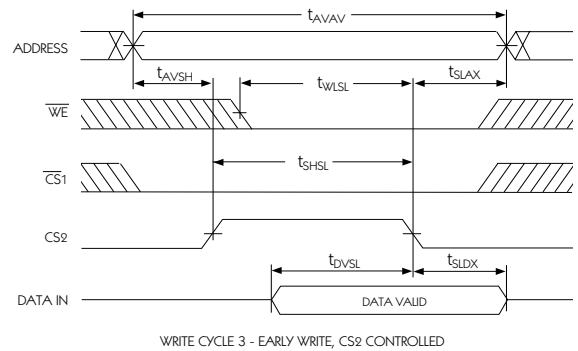 tAVAV
ADDRESS
tAVSH
tWLSL
tSLAX
WE
tSHSL
CS1
CS2
tDVSL
tSLDX
DATA IN
DATA VALID
WRITE CYCLE 3 - EARLY WRITE, CS2 CONTROLLED